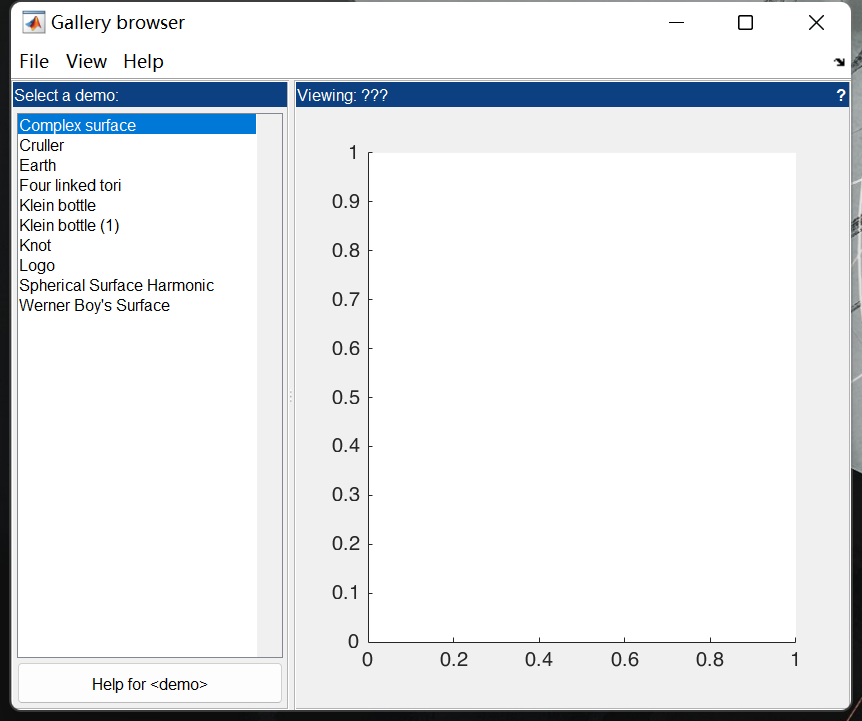 Gallery browser
File View Help
Select a demo:
Viewing: ???
?
Complex surface
Cruller
Earth
Four linked tori
Klein bottle
Klein bottle (1)
Knot
Logo
Spherical Surface Harmonic
Werner Boy's Surface
Help for <demo>
1
0.9
0.8
0.7
0.6
0.5
0.4
0.3
0.2
0.1
0
0 0.2 0.4 0.6 0.8 1